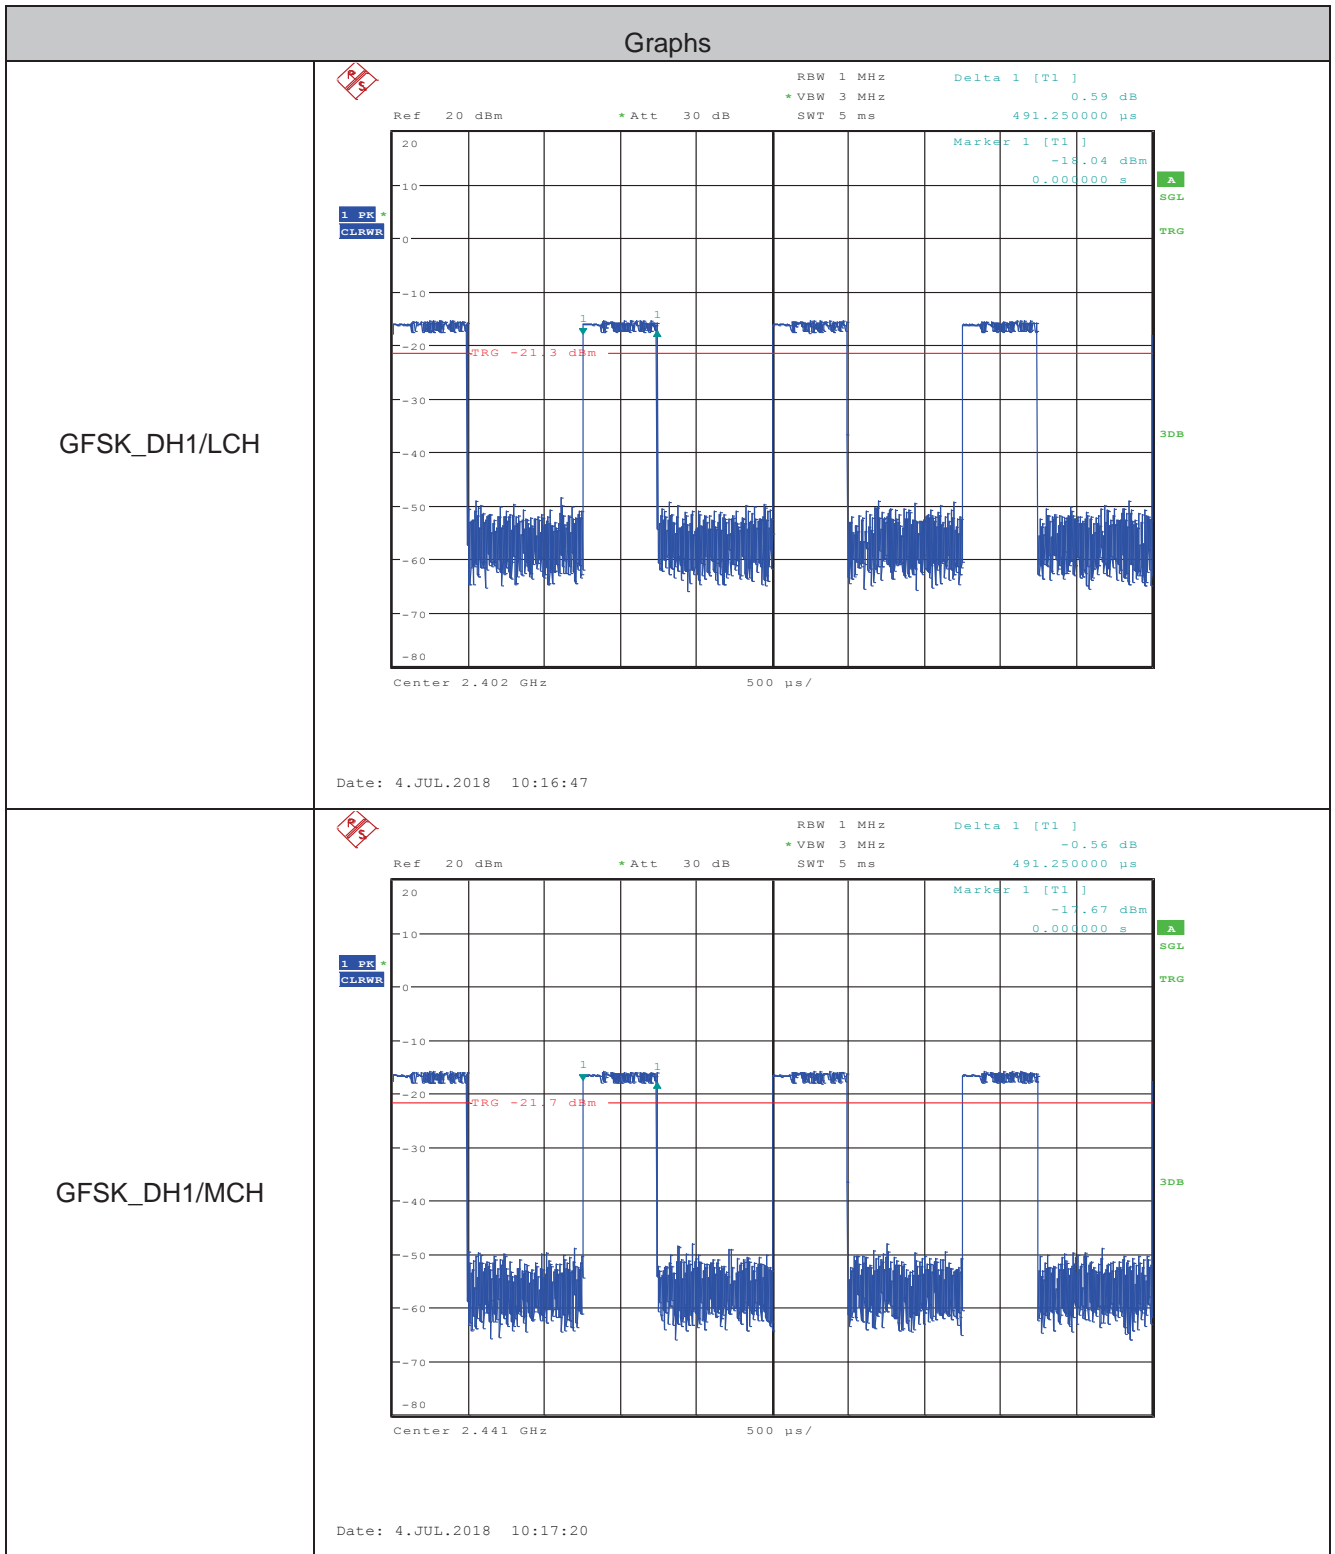 Graphs
GFSK_DH1/LCH
RS
RBW 1 MHz Delta 1 [T1 ]
*VBW 3 MHz 0.59 dB
Ref 20 dBm *Att 30 dB SWT 5 ms 491.250000 µs
20 Marker 1 [T1 ]
-18.04 dBm
0.000000 s A
10
SGL
1 PK *
CLRWR TRG
0
-10
1 1
-20
TRG -21.3 dBm
-30
3DB
-40
-50
-60
-70
-80
Center 2.402 GHz 500 µs/
Date: 4.JUL.2018 10:16:47
GFSK_DH1/MCH
RS
RBW 1 MHz Delta 1 [T1 ]
*VBW 3 MHz -0.56 dB
Ref 20 dBm *Att 30 dB SWT 5 ms 491.250000 µs
20 Marker 1 [T1 ]
-17.67 dBm
0.000000 s A
10
SGL
1 PK *
CLRWR TRG
0
-10
1 1
-20
TRG -21.7 dBm
-30
3DB
-40
-50
-60
-70
-80
Center 2.441 GHz 500 µs/
Date: 4.JUL.2018 10:17:20